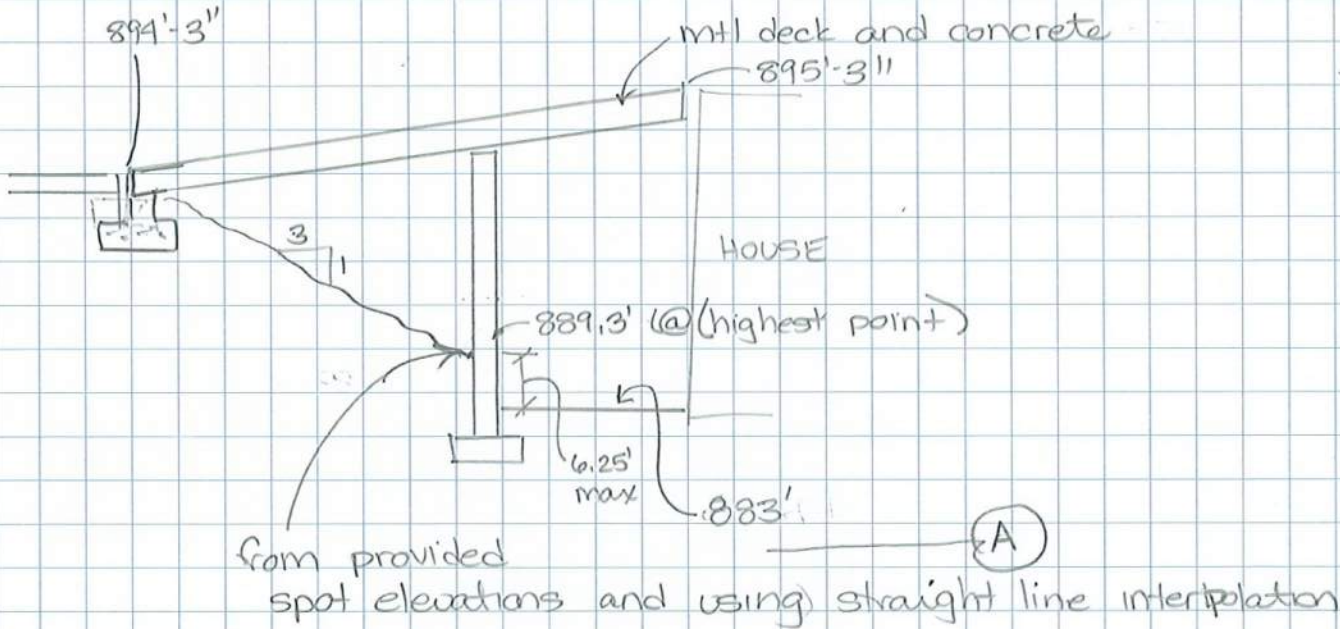 894'-3"
mtl deck and concrete
895'-3"
3
1
HOUSE
889.3' (@ (highest point)
6.25'
max
883'
A
from provided
spot elevations and using straight line interpolation